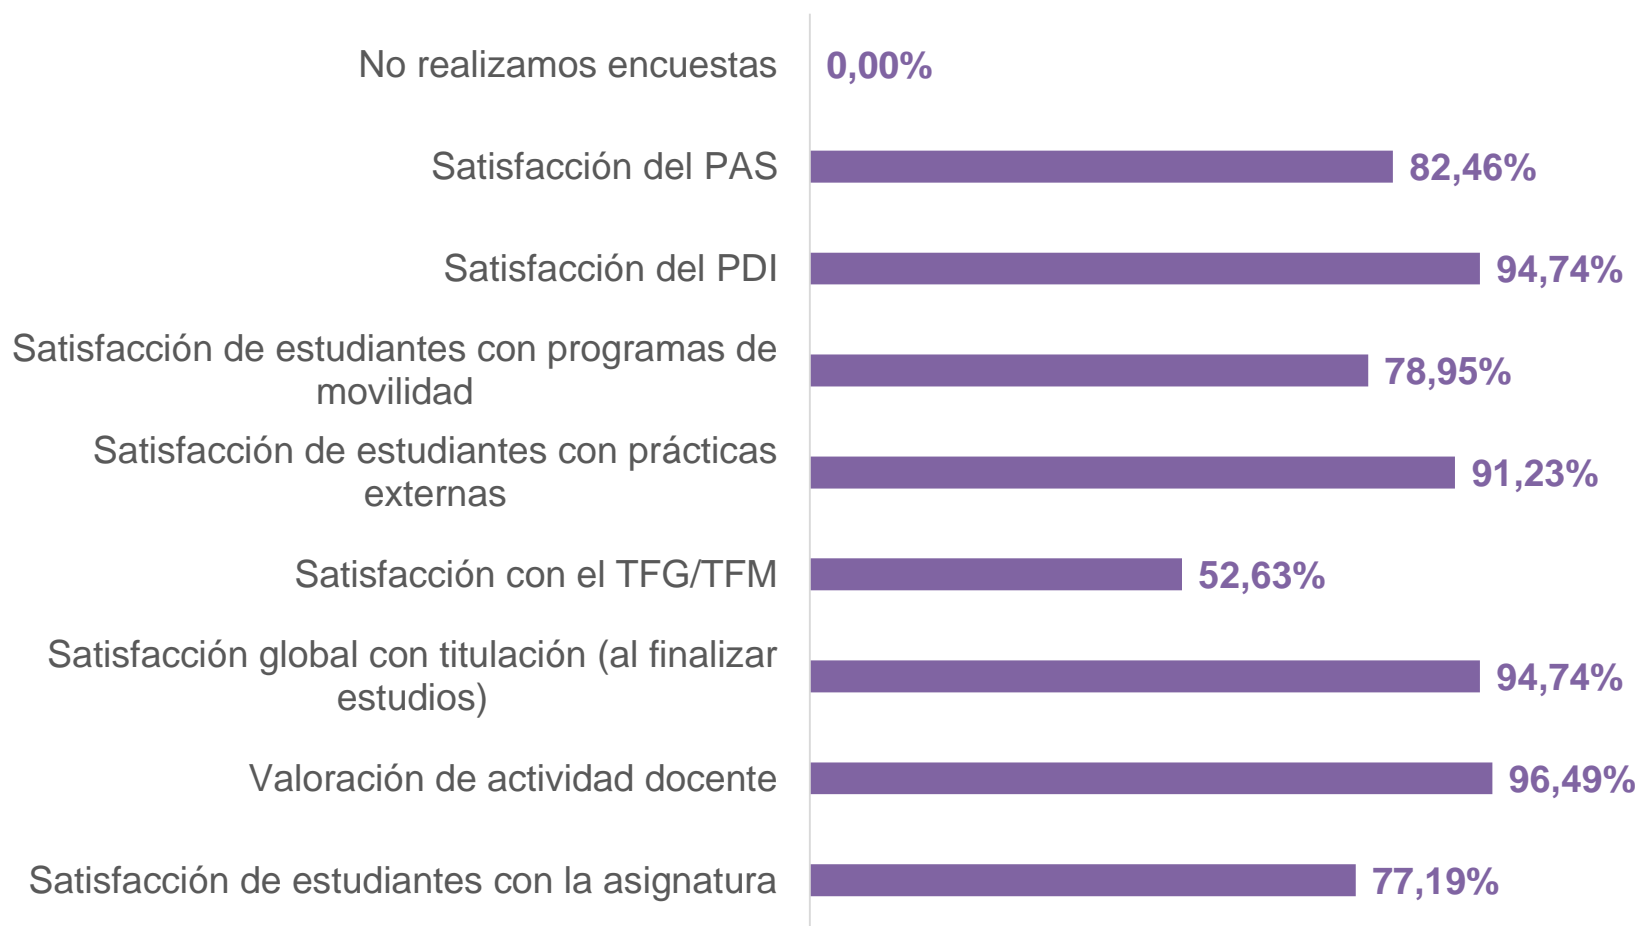 No realizamos encuestas
0,00%
Satisfacción del PAS
82,46%
Satisfacción del PDI
94,74%
Satisfacción de estudiantes con programas de
movilidad
78,95%
Satisfacción de estudiantes con prácticas
externas
91,23%
Satisfacción con el TFG/TFM
52,63%
Satisfacción global con titulación (al finalizar
estudios)
94,74%
Valoración de actividad docente
96,49%
Satisfacción de estudiantes con la asignatura
77,19%